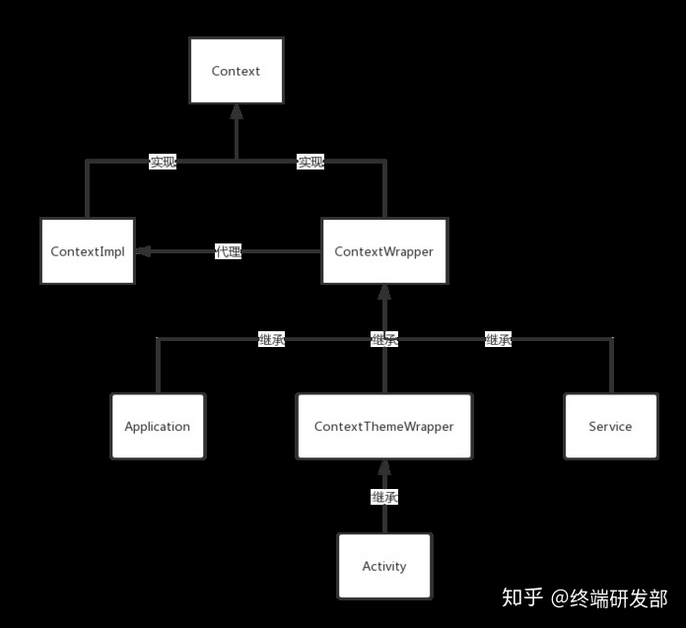 Context
实现
实现
ContextImpl
代理
ContextWrapper
继承
继承
继承
Application
ContextThemeWrapper
Service
继承
Activity
知乎 @终端研发部